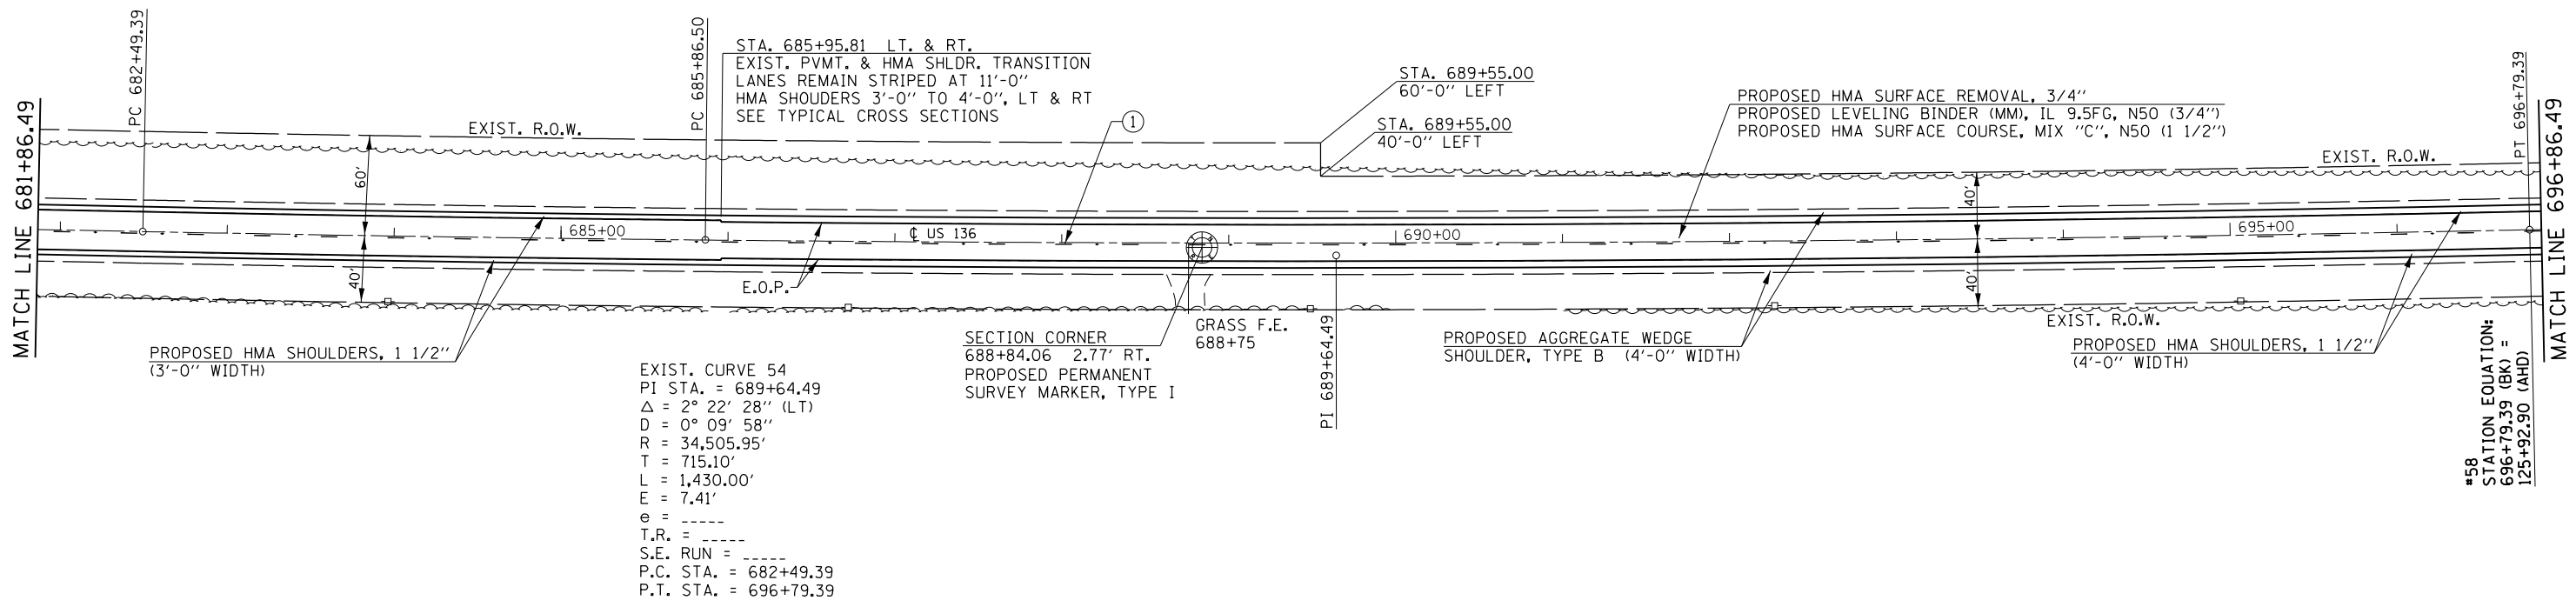 MATCH LINE 681+86.49
PC 682+49.39
EXIST. R.O.W.
60'
40'
685+00
PROPOSED HMA SHOULDERS, 1 1/2''
(3'-0'' WIDTH)
PC 685+86.50
STA. 685+95.81 LT. & RT.
EXIST. PVMT. & HMA SHLDR. TRANSITION
LANES REMAIN STRIPED AT 11'-0''
HMA SHOUDERS 3'-0'' TO 4'-0'', LT & RT
SEE TYPICAL CROSS SECTIONS
1
℄ US 136
E.O.P.
EXIST. CURVE 54
PI STA. = 689+64.49
△ = 2° 22' 28'' (LT)
D = 0° 09' 58''
R = 34,505.95'
T = 715.10'
L = 1,430.00'
E = 7.41'
e = -----
T.R. = -----
S.E. RUN = -----
P.C. STA. = 682+49.39
P.T. STA. = 696+79.39
SECTION CORNER
688+84.06 2.77' RT.
PROPOSED PERMANENT
SURVEY MARKER, TYPE I
GRASS F.E.
688+75
PI 689+64.49
STA. 689+55.00
60'-0'' LEFT
STA. 689+55.00
40'-0'' LEFT
690+00
PROPOSED HMA SURFACE REMOVAL, 3/4''
PROPOSED LEVELING BINDER (MM), IL 9.5FG, N50 (3/4'')
PROPOSED HMA SURFACE COURSE, MIX ''C'', N50 (1 1/2'')
PROPOSED AGGREGATE WEDGE
SHOULDER, TYPE B (4'-0'' WIDTH)
40'
40'
695+00
EXIST. R.O.W.
EXIST. R.O.W.
PROPOSED HMA SHOULDERS, 1 1/2''
(4'-0'' WIDTH)
PT 696+79.39
#58
STATION EQUATION:
696+79.39 (BK) =
125+92.90 (AHD)
MATCH LINE 696+86.49